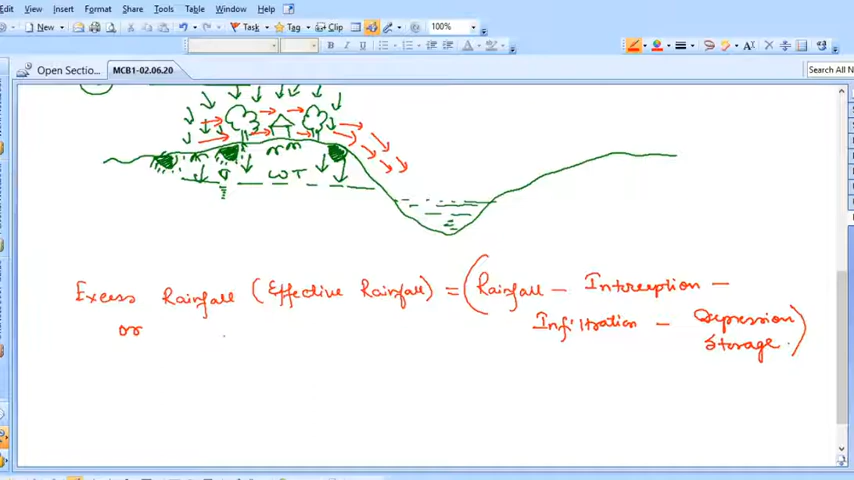 Edit View Insert Format Share Tools Table Window Help
New Task Tag Clip 100%
B I U A
Open Sectio... MCB1-02.06.20 Search All N
WT
Excess Rainfall (Effective Rainfall) = (Rainfall - Interception -
or Infiltration - Depression
Storage.)